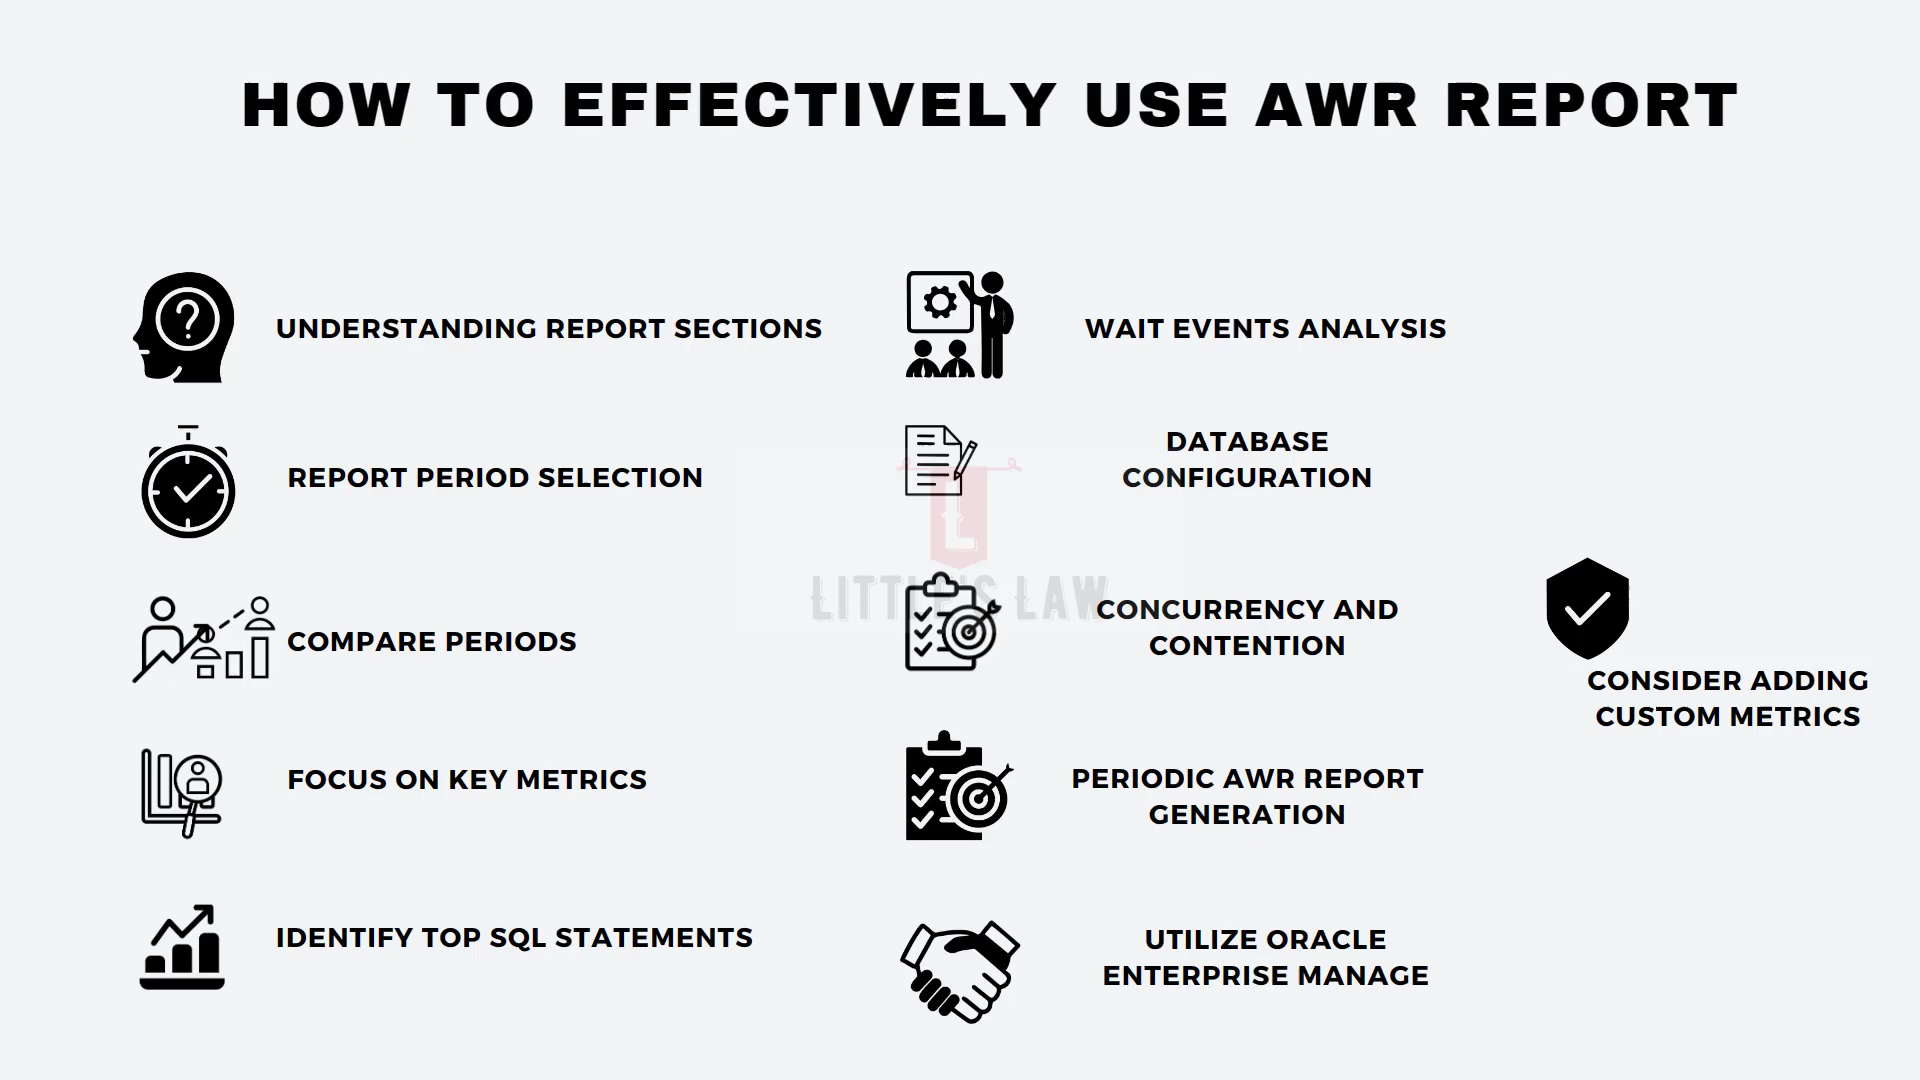 HOW TO EFFECTIVELY USE AWR REPORT
UNDERSTANDING REPORT SECTIONS
REPORT PERIOD SELECTION
COMPARE PERIODS
FOCUS ON KEY METRICS
IDENTIFY TOP SQL STATEMENTS
WAIT EVENTS ANALYSIS
DATABASE
CONFIGURATION
L
LITTLE'S LAW
CONCURRENCY AND
CONTENTION
PERIODIC AWR REPORT
GENERATION
UTILIZE ORACLE
ENTERPRISE MANAGE
CONSIDER ADDING
CUSTOM METRICS